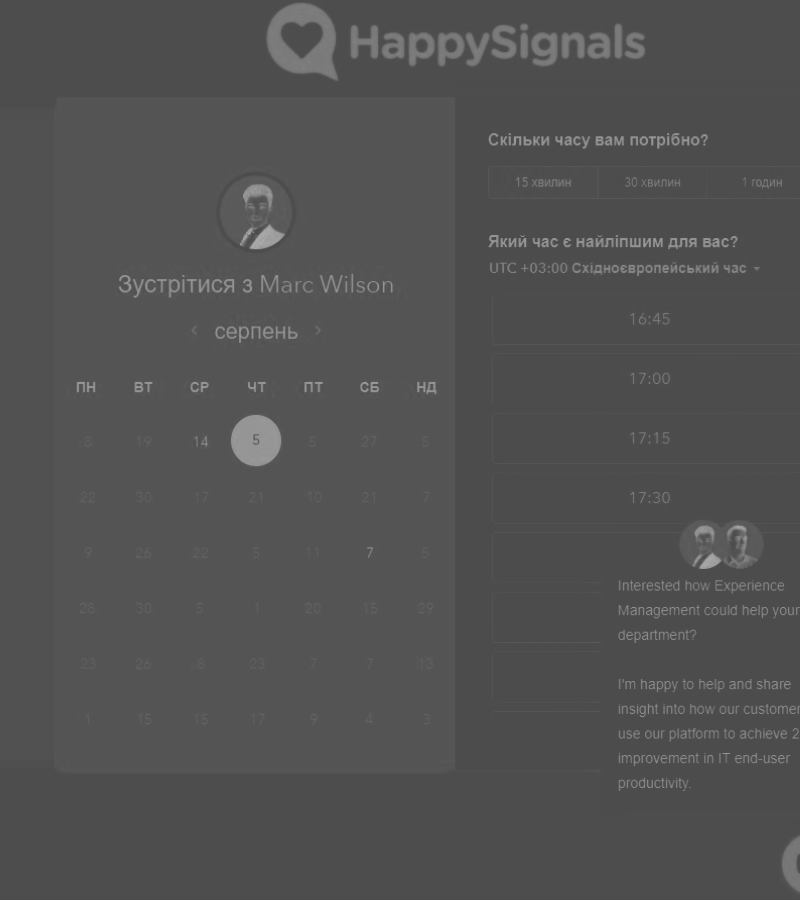 HappySignals
Зустрітися з Marc Wilson
серпень
ПН ВТ СР ЧТ ПТ СБ НД
8 19 14 5 5 27 5
22 30 17 21 10 21 7
9 26 22 5 11 7 5
28 30 5 1 20 15 29
23 26 8 23 7 7 13
1 15 15 17 9 4 3
Скільки часу вам потрібно?
15 хвилин 30 хвилин 1 годин
Який час є найліпшим для вас?
UTC +03:00 Східноєвропейський час
16:45
17:00
17:15
17:30
Interested how Experience
Management could help your
department?
I'm happy to help and share
insight into how our customer
use our platform to achieve 2
improvement in IT end-user
productivity.